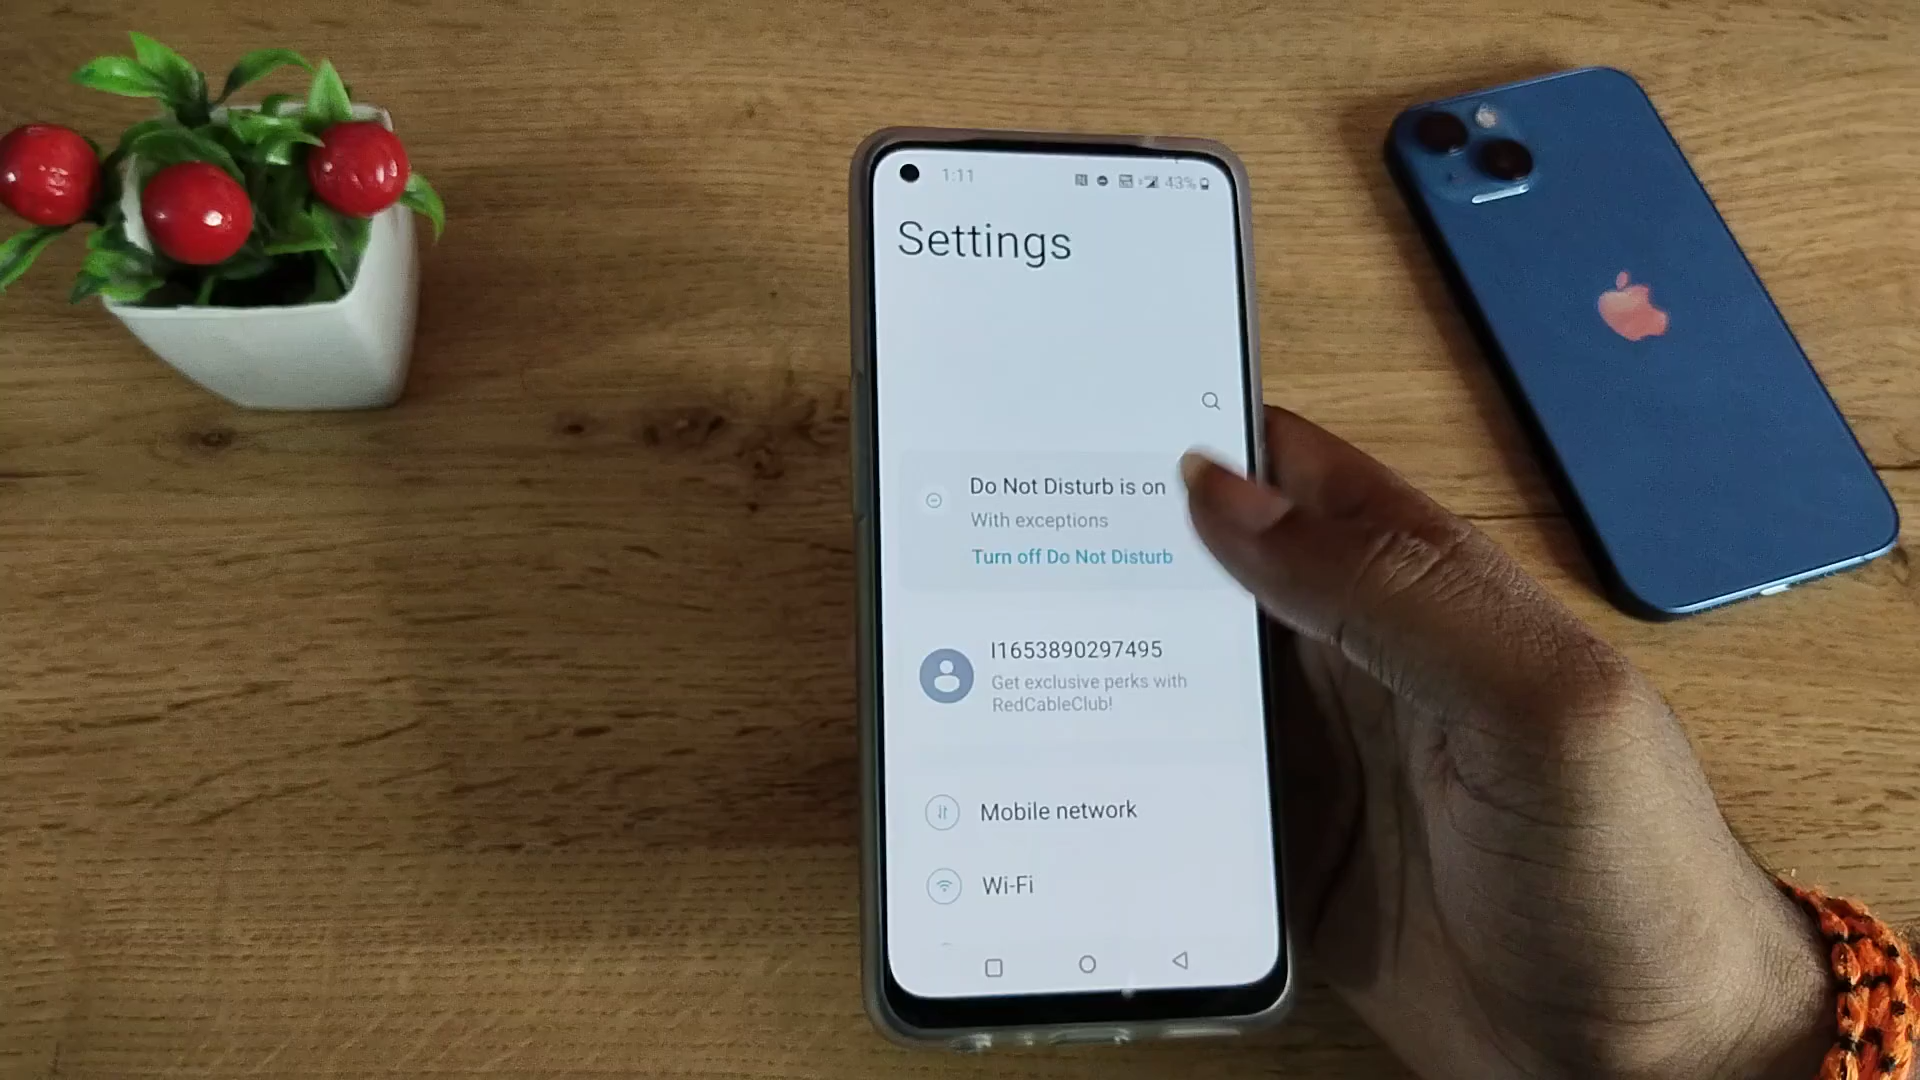 1:11
43%
Settings
Do Not Disturb is on
With exceptions
Turn off Do Not Disturb
I1653890297495
Get exclusive perks with
RedCableClub!
Mobile network
Wi-Fi